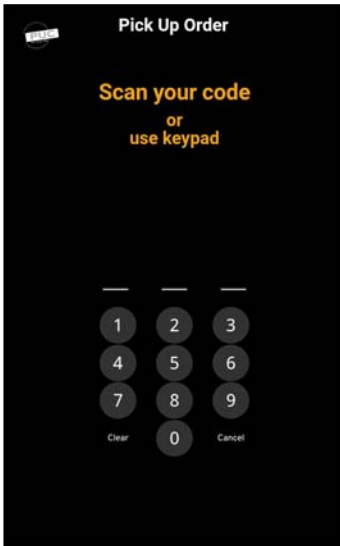 PUC
Pick Up Order
Scan your code
or
use keypad
1 2 3
4 5 6
7 8 9
Clear 0 Cancel